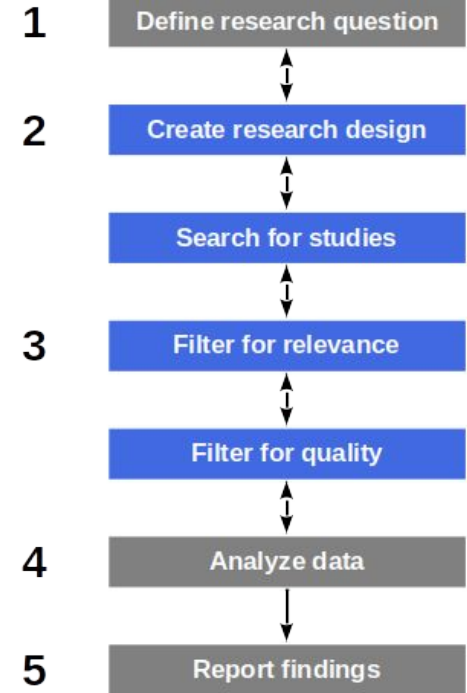 1 Define research question
2 Create research design
Search for studies
3 Filter for relevance
Filter for quality
4 Analyze data
5 Report findings